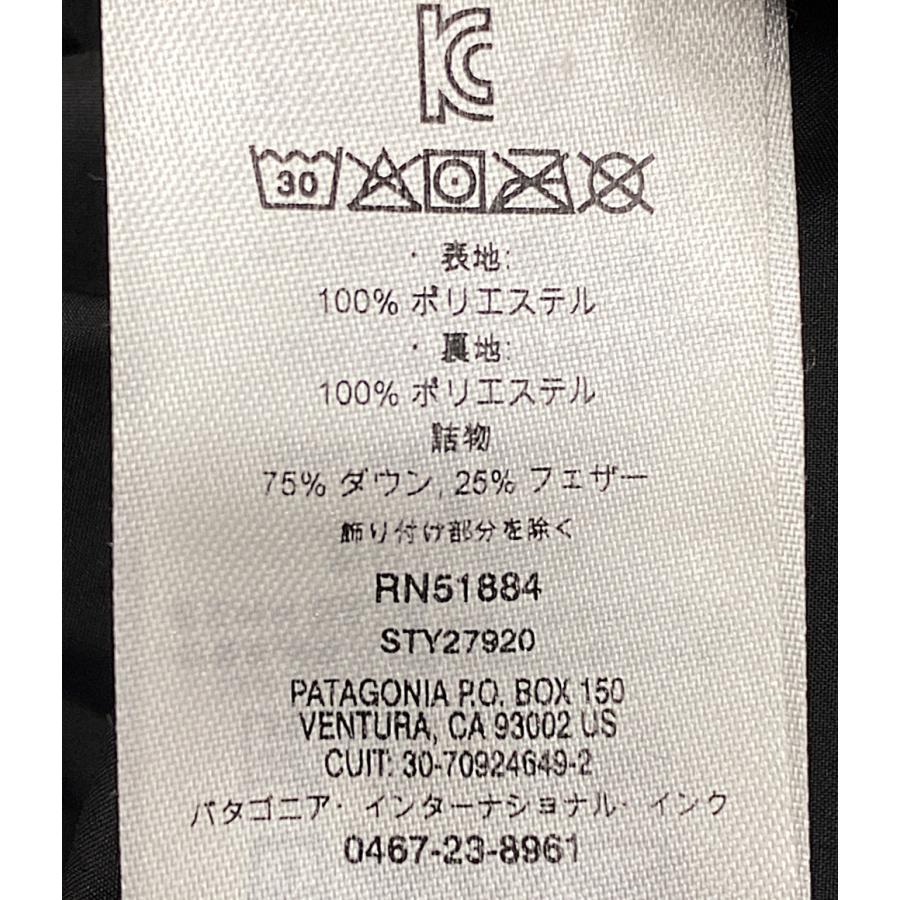 KC
30
・表地:
100% ポリエステル
・裏地:
100% ポリエステル
詰物
75% ダウン, 25% フェザー
飾り付け部分を除く
RN51884
STY27920
PATAGONIA P.O. BOX 150
VENTURA, CA 93002 US
CUIT: 30-70924649-2
パタゴニア・インターナショナル・インク
0467-23-8961